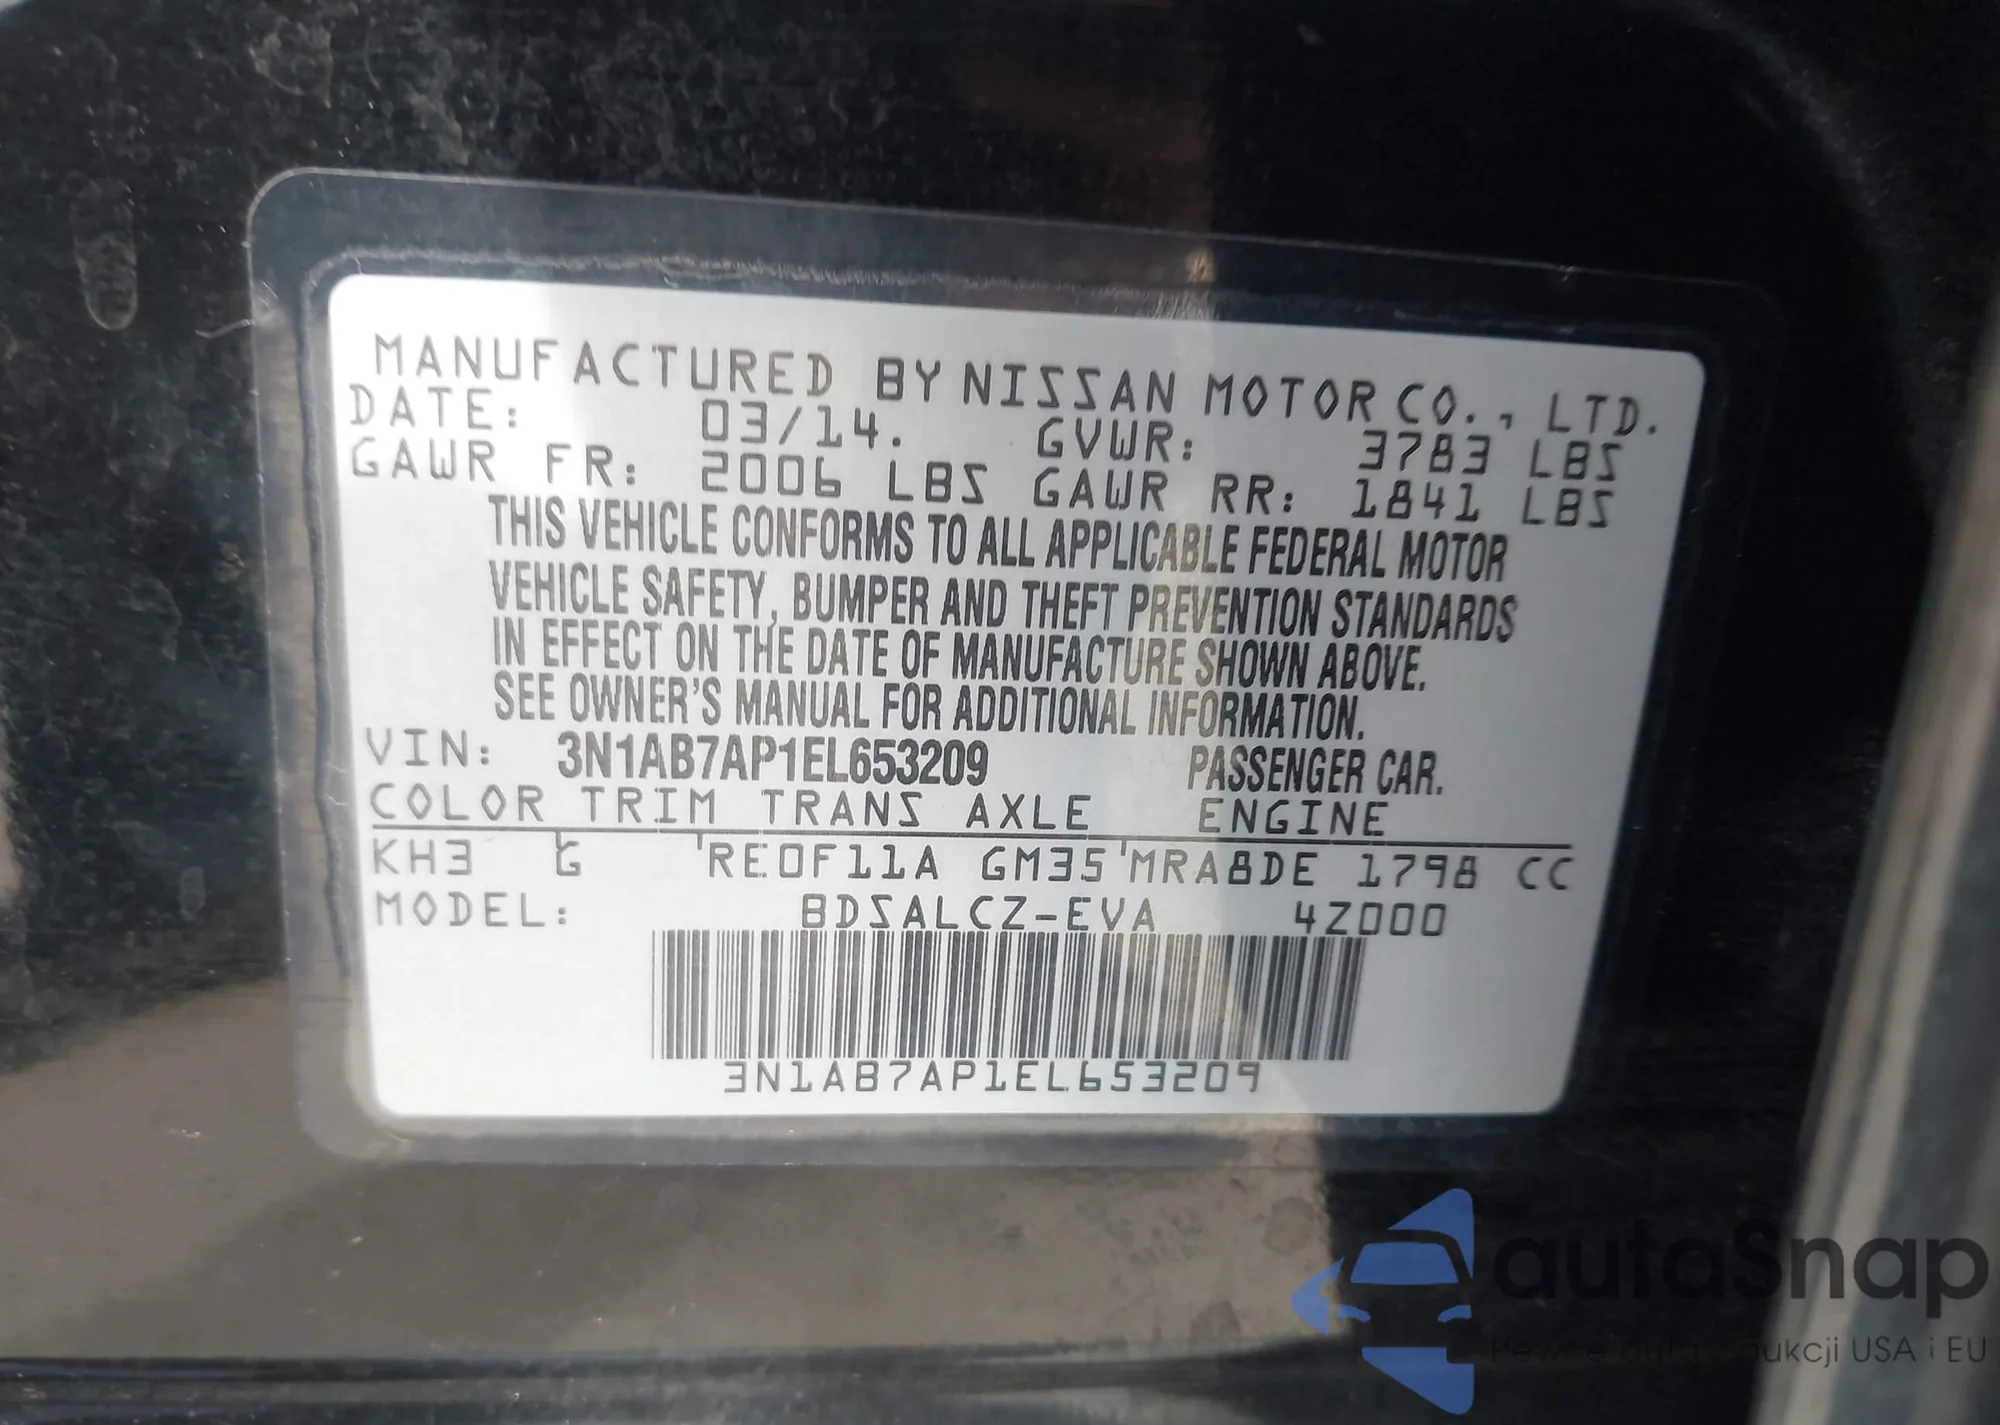 MANUFACTURED BY NISSAN MOTOR CO., LTD.
DATE: 03/14. GVWR: 3783 LBS
GAWR FR: 2006 LBS GAWR RR: 1841 LBS
THIS VEHICLE CONFORMS TO ALL APPLICABLE FEDERAL MOTOR
VEHICLE SAFETY, BUMPER AND THEFT PREVENTION STANDARDS
IN EFFECT ON THE DATE OF MANUFACTURE SHOWN ABOVE.
SEE OWNER'S MANUAL FOR ADDITIONAL INFORMATION.
VIN: 3N1AB7AP1EL653209 PASSENGER CAR.
COLOR TRIM TRANS AXLE ENGINE
KH3 G RE0F11A GM35 MRA8DE 1798 CC
MODEL: BDSALCZ-EVA 4Z000
3N1AB7AP1EL653209
autaSnap
USA i EU